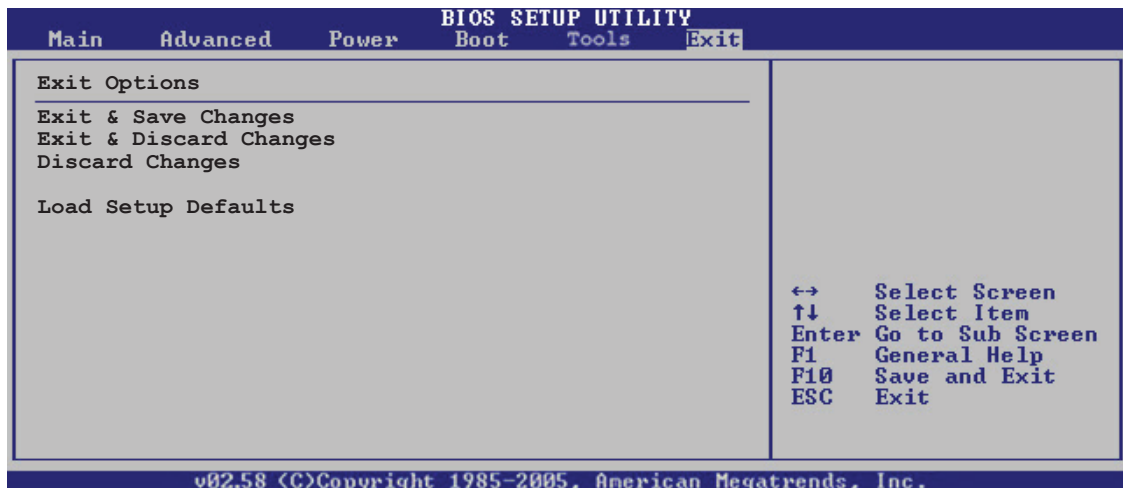 BIOS SETUP UTILITY
Main Advanced Power Boot Tools Exit
Exit Options
Exit & Save Changes
Exit & Discard Changes
Discard Changes
Load Setup Defaults
←→ Select Screen
↑↓ Select Item
Enter Go to Sub Screen
F1 General Help
F10 Save and Exit
ESC Exit
v02.58 (C)Copyright 1985-2005, American Megatrends, Inc.